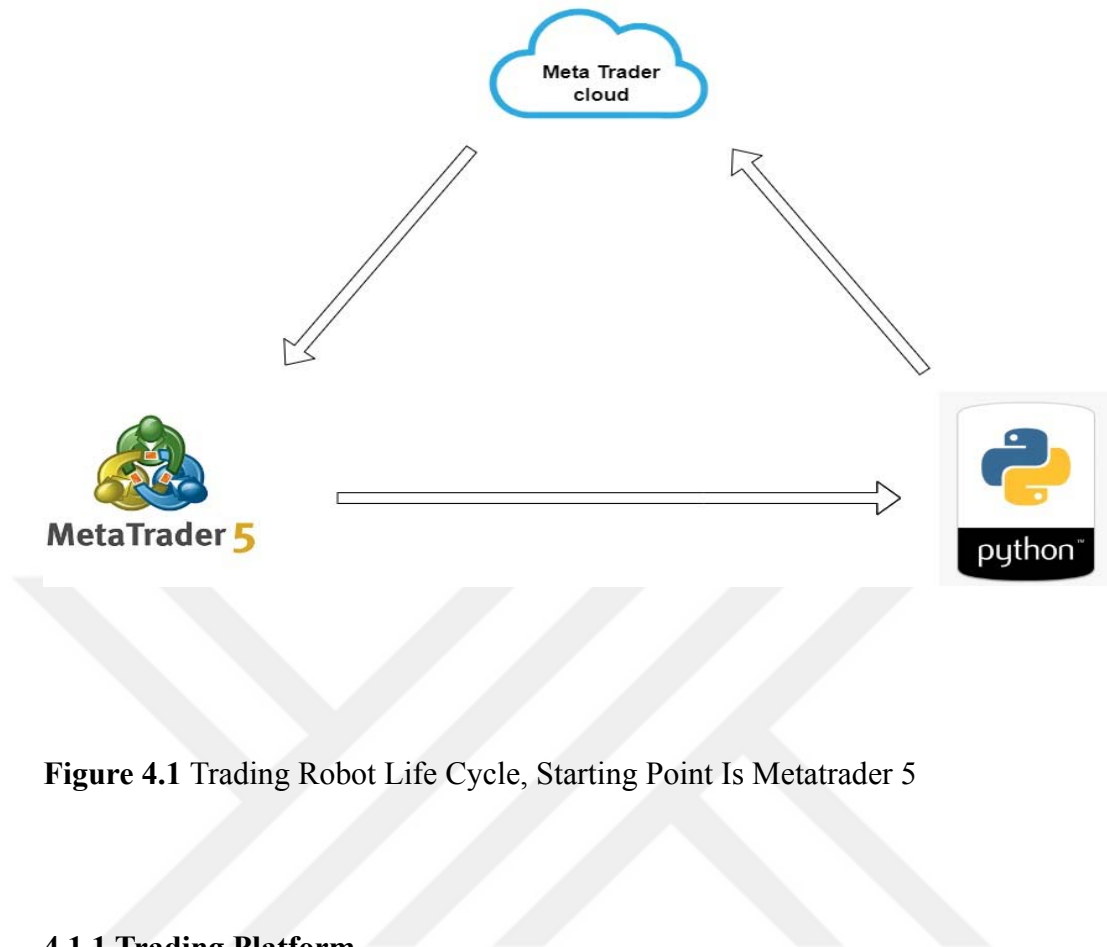 Meta Trader
cloud
MetaTrader 5
python™
Figure 4.1 Trading Robot Life Cycle, Starting Point Is Metatrader 5
4.1.1 Trading Platform